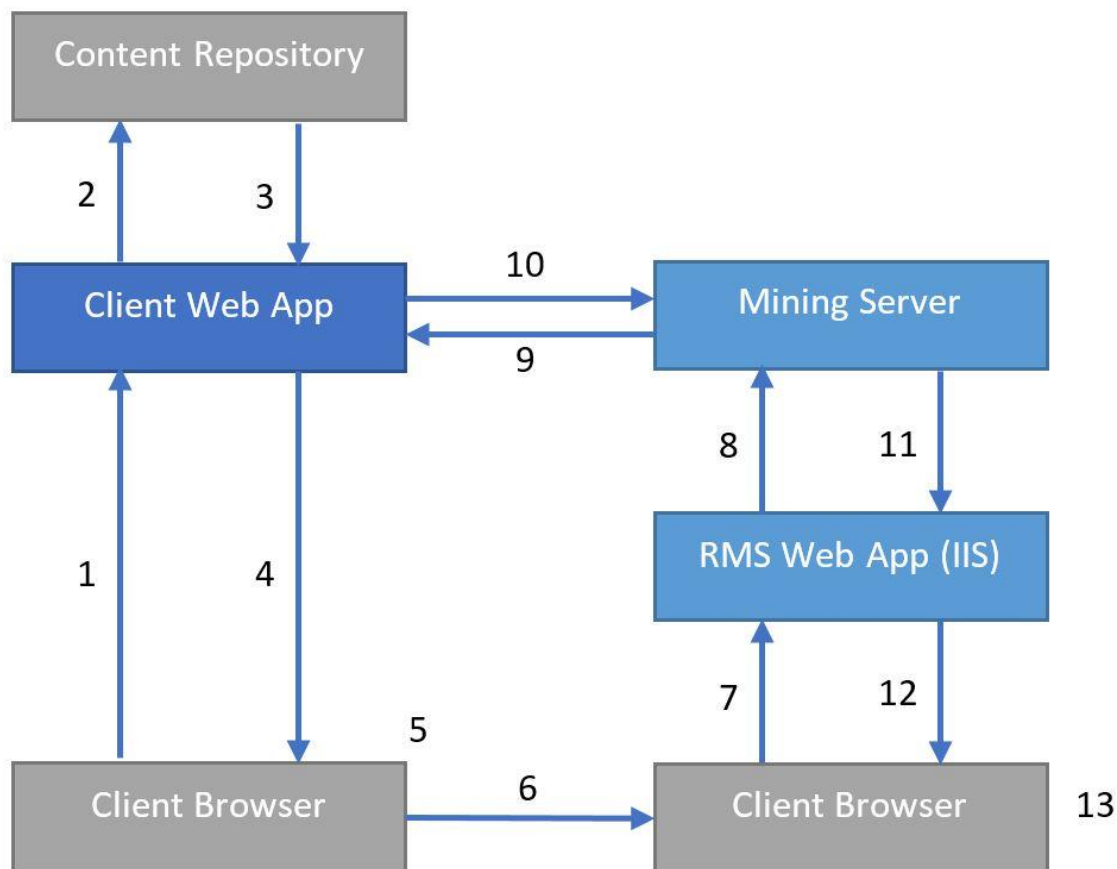 Content Repository
2
3
Client Web App
10
Mining Server
9
8
11
RMS Web App (IIS)
1
4
7
12
5
Client Browser
6
Client Browser
13